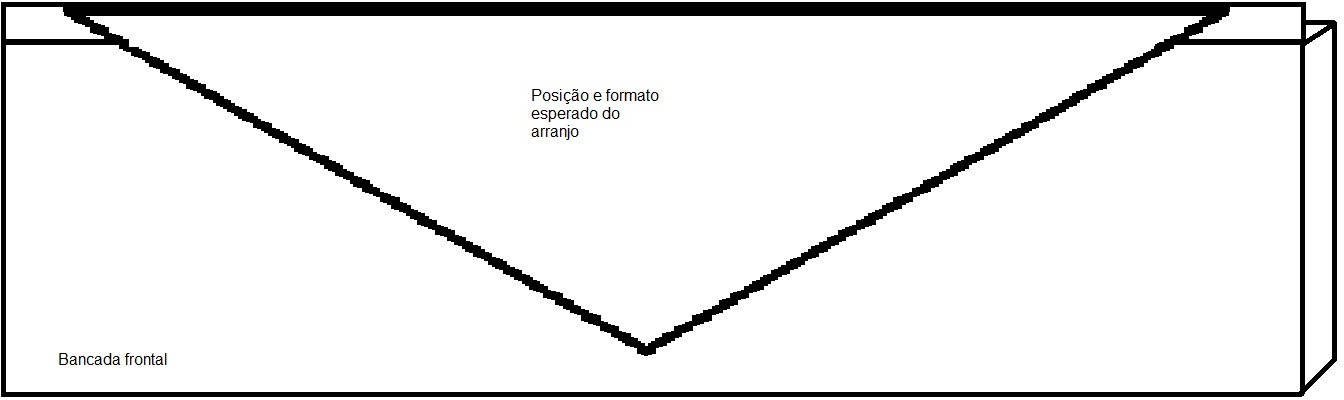 Posição e formato
esperado do
arranjo
Bancada frontal